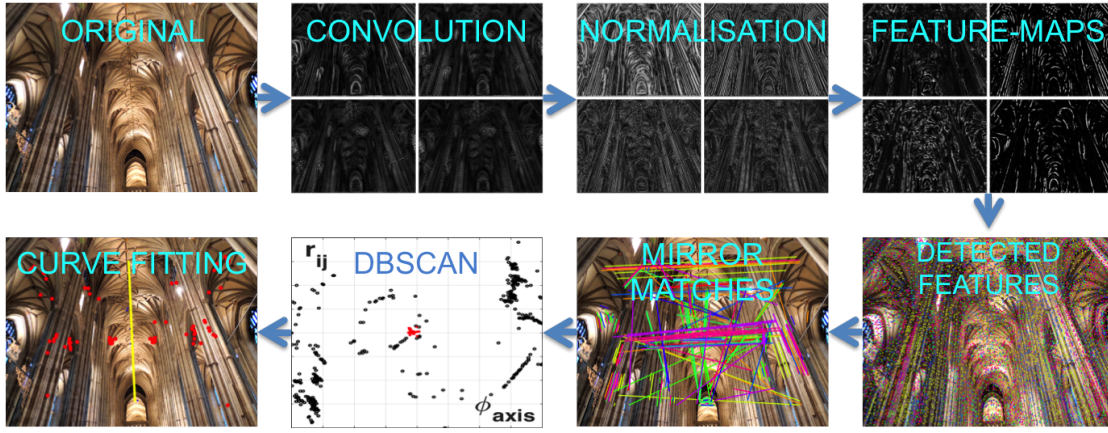 ORIGINAL
CONVOLUTION
NORMALISATION
FEATURE-MAPS
CURVE FITTING
r ij
DBSCAN
ϕ axis
MIRROR
MATCHES
DETECTED
FEATURES